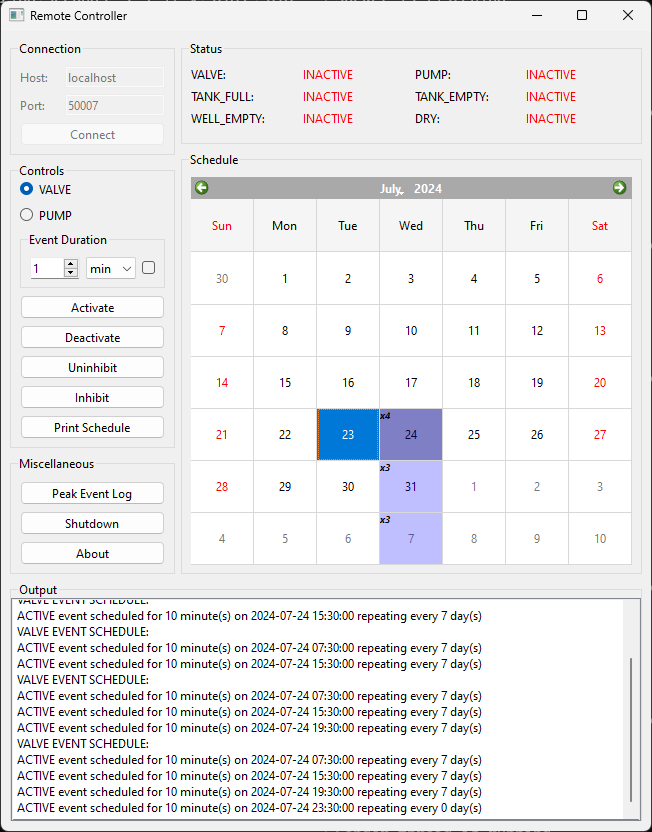 Remote Controller
Connection
Host: localhost
Port: 50007
Connect
Status
VALVE: INACTIVE PUMP: INACTIVE
TANK_FULL: INACTIVE TANK_EMPTY: INACTIVE
WELL_EMPTY: INACTIVE DRY: INACTIVE
Controls
VALVE
PUMP
Event Duration
1 min
Activate
Deactivate
Uninhibit
Inhibit
Print Schedule
Miscellaneous
Peak Event Log
Shutdown
About
Schedule
July, 2024
Sun Mon Tue Wed Thu Fri Sat
30 1 2 3 4 5 6
7 8 9 10 11 12 13
14 15 16 17 18 19 20
x4
21 22 23 24 25 26 27
x3
28 29 30 31 1 2 3
x3
4 5 6 7 8 9 10
Output
VALVE EVENT SCHEDULE:
ACTIVE event scheduled for 10 minute(s) on 2024-07-24 15:30:00 repeating every 7 day(s)
VALVE EVENT SCHEDULE:
ACTIVE event scheduled for 10 minute(s) on 2024-07-24 07:30:00 repeating every 7 day(s)
ACTIVE event scheduled for 10 minute(s) on 2024-07-24 15:30:00 repeating every 7 day(s)
VALVE EVENT SCHEDULE:
ACTIVE event scheduled for 10 minute(s) on 2024-07-24 07:30:00 repeating every 7 day(s)
ACTIVE event scheduled for 10 minute(s) on 2024-07-24 15:30:00 repeating every 7 day(s)
ACTIVE event scheduled for 10 minute(s) on 2024-07-24 19:30:00 repeating every 7 day(s)
VALVE EVENT SCHEDULE:
ACTIVE event scheduled for 10 minute(s) on 2024-07-24 07:30:00 repeating every 7 day(s)
ACTIVE event scheduled for 10 minute(s) on 2024-07-24 15:30:00 repeating every 7 day(s)
ACTIVE event scheduled for 10 minute(s) on 2024-07-24 19:30:00 repeating every 7 day(s)
ACTIVE event scheduled for 10 minute(s) on 2024-07-24 23:30:00 repeating every 0 day(s)